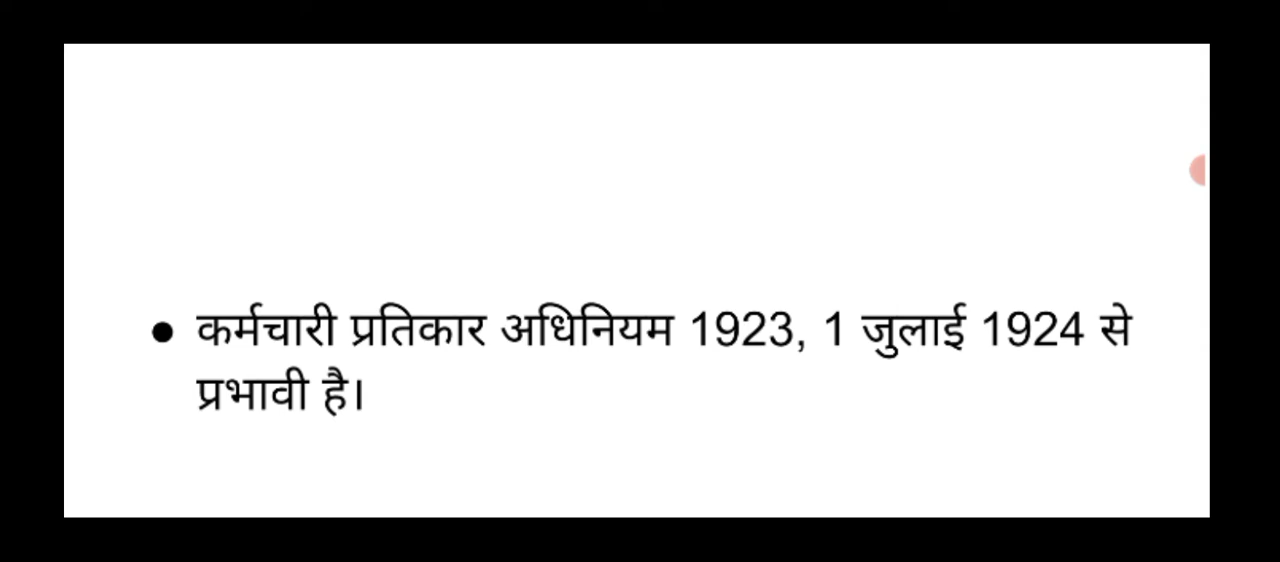 ● कर्मचारी प्रतिकार अधिनियम 1923, 1 जुलाई 1924 से
प्रभावी है।